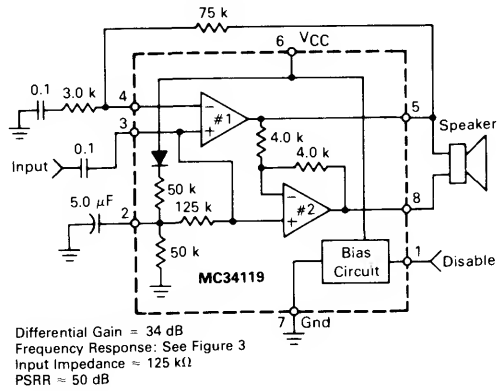 75 k
6
VCC
0.1
3.0 k
4
#1
5
Speaker
3
0.1
4.0 k
Input
4.0 k
50 k
5.0 μF
2
125 k
#2
8
50 k
Bias
Circuit
1
Disable
MC34119
7
Gnd
Differential Gain = 34 dB
Frequency Response: See Figure 3
Input Impedance ≈ 125 kΩ
PSRR ≈ 50 dB